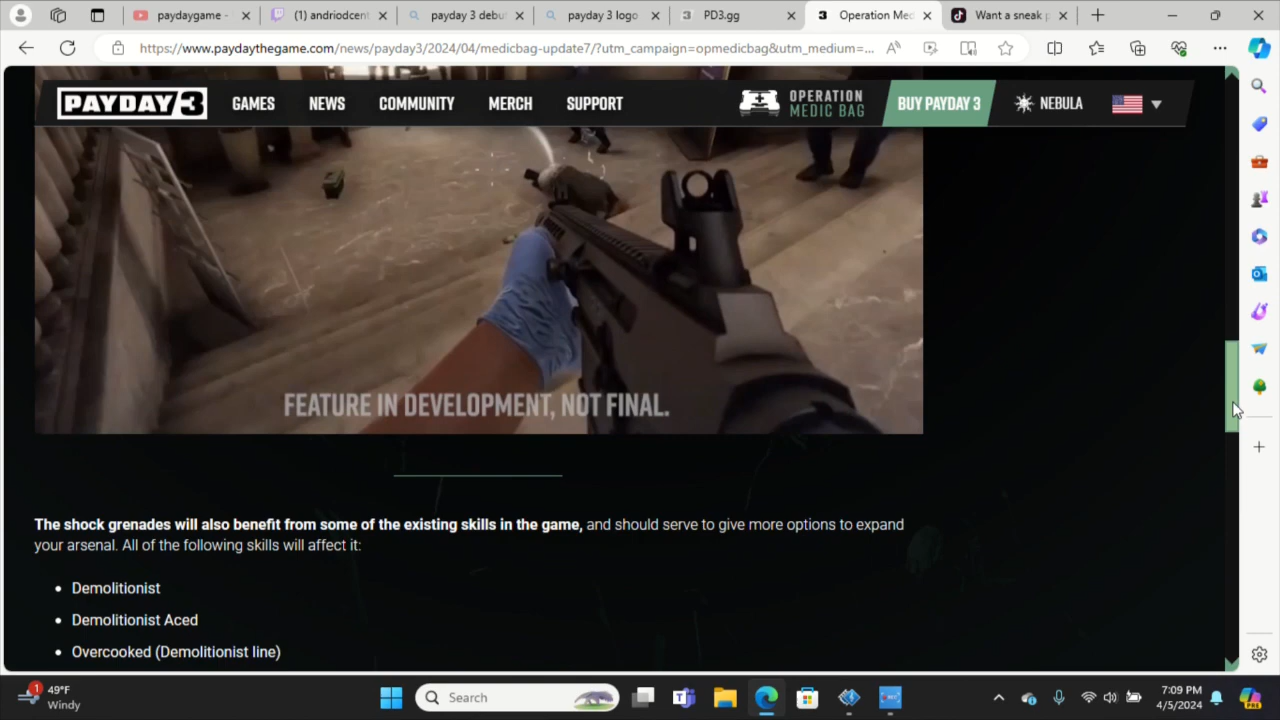 paydaygame -
(1) andriodcent
payday 3 debu
payday 3 logo
PD3.gg
Operation Med
Want a sneak p
https://www.paydaythegame.com/news/payday3/2024/04/medicbag-update7/?utm_campaign=opmedicbag&utm_medium=...
PAYDAY 3
GAMES
NEWS
COMMUNITY
MERCH
SUPPORT
OPERATION
MEDIC BAG
BUY PAYDAY 3
NEBULA
FEATURE IN DEVELOPMENT, NOT FINAL.
The shock grenades will also benefit from some of the existing skills in the game, and should serve to give more options to expand
your arsenal. All of the following skills will affect it:
• Demolitionist
• Demolitionist Aced
• Overcooked (Demolitionist line)
1
49°F
Windy
Search
7:09 PM
4/5/2024
PRE